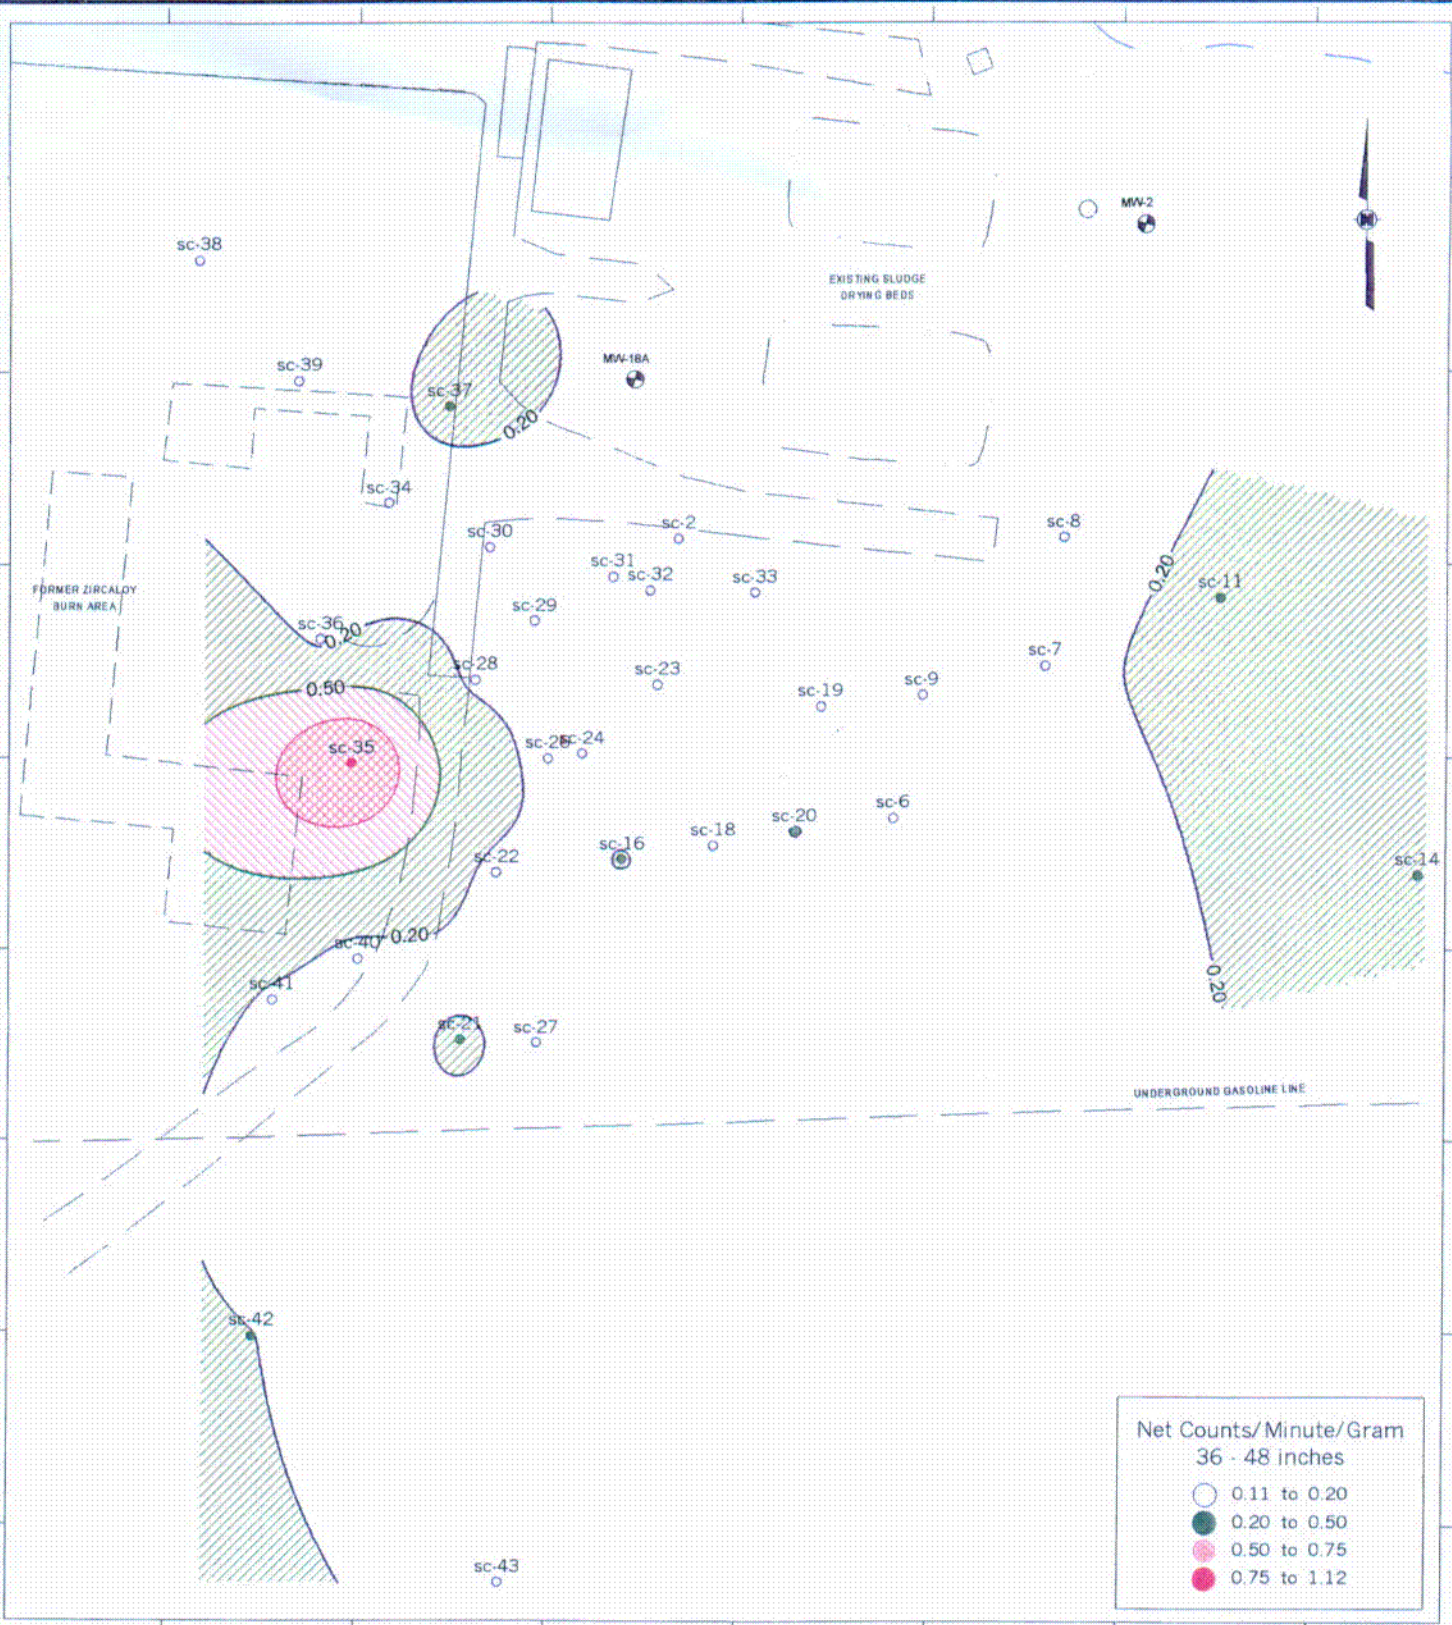 MW-2
sc-38
EXISTING SLUDGE
DRYING BEDS
MW-18A
sc-39
sc-37
0.20
sc-34
sc-30
sc-2
sc-8
0.20
sc-31
sc-32
sc-33
sc-11
FORMER ZIRCALOY
BURN AREA
sc-29
sc-36
0.20
sc-28
sc-23
sc-7
0.50
sc-19
sc-9
sc-35
sc-24
sc-6
sc-20
sc-18
sc-16
sc-22
sc-14
sc-40
0.20
sc-41
0.20
sc-21
sc-27
UNDERGROUND GASOLINE LINE
sc-42
sc-43
Net Counts/Minute/Gram
36 - 48 inches
0.11 to 0.20
0.20 to 0.50
0.50 to 0.75
0.75 to 1.12